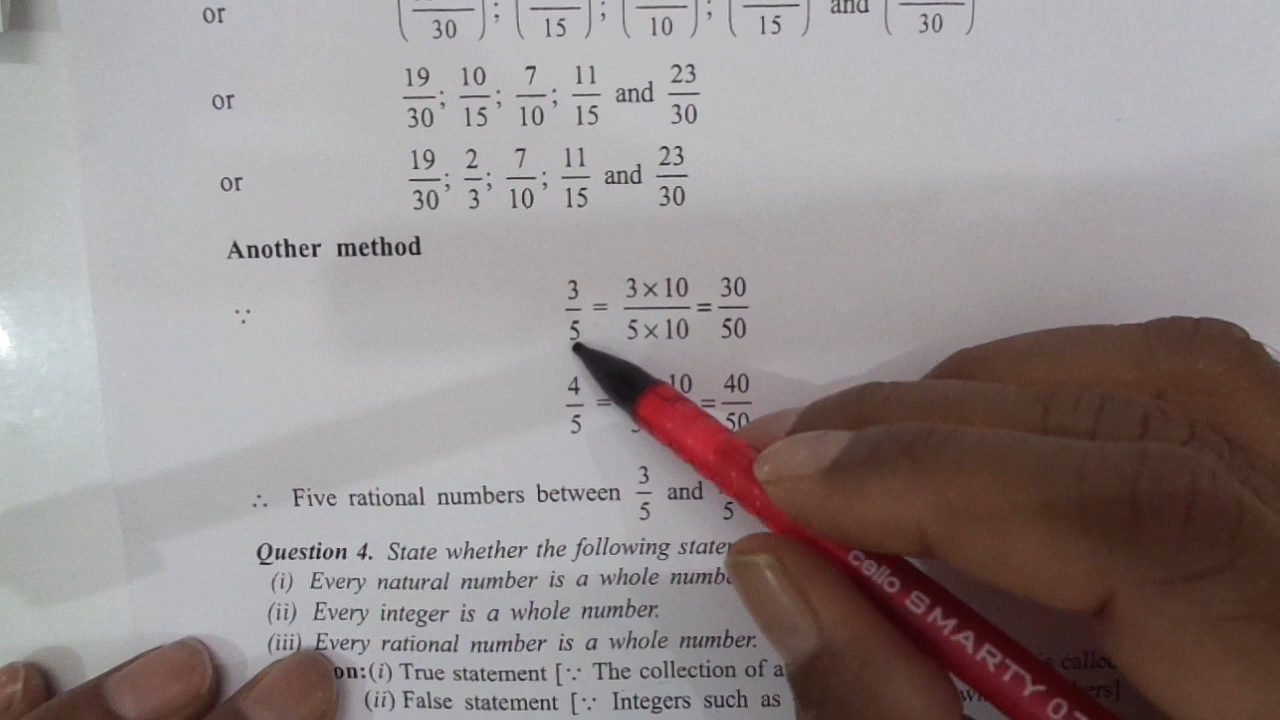 or ( /30); ( /15); ( /10); ( /15) and ( /30)
or 19/30; 10/15; 7/10; 11/15 and 23/30
or 19/30; 2/3; 7/10; 11/15 and 23/30
Another method
∵ 3/5 = 3×10/5×10 = 30/50
4/5 = 10 = 40/50
∴ Five rational numbers between 3/5 and /5
Question 4. State whether the following
(i) Every natural number is a whole
(ii) Every integer is a whole number.
(iii) Every rational number is a whole number.
(i) True statement [∵ The collection of
(ii) False statement [∵ Integers such as
cello SMARTY